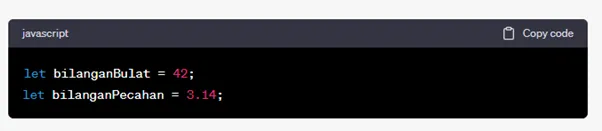 javascript
Copy code
let bilanganBulat = 42;
let bilanganPecahan = 3.14;